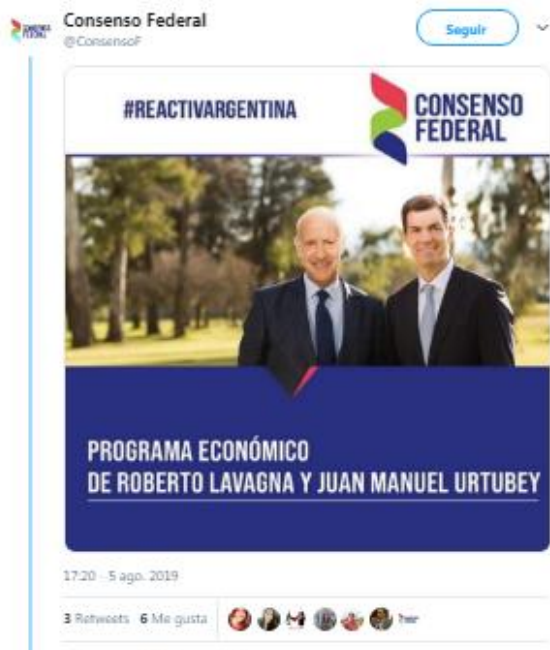 Consenso Federal
@ConsensoF
Seguir
#REACTIVARGENTINA
CONSENSO
FEDERAL
PROGRAMA ECONÓMICO
DE ROBERTO LAVAGNA Y JUAN MANUEL URTUBEY
17:20 - 5 ago. 2019
3 Retweets 6 Me gusta